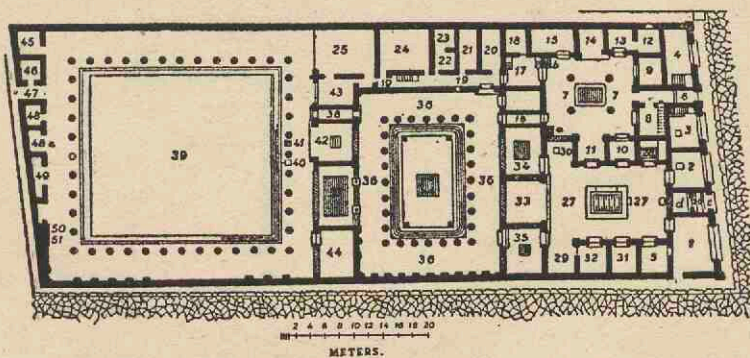 45 25 24 23 21 20 18 15 14 13 12
46 22 17 16 9 4
47 43 19 19 7 7 6
48 38 36 18 8 3
48 a 42 41 34 30 11 10
39 40 36 36 2
49 33 27 27 d c
50 44 35 1
51 36 29 32 31 5
2 4 6 8 10 12 14 16 18 20
METERS.